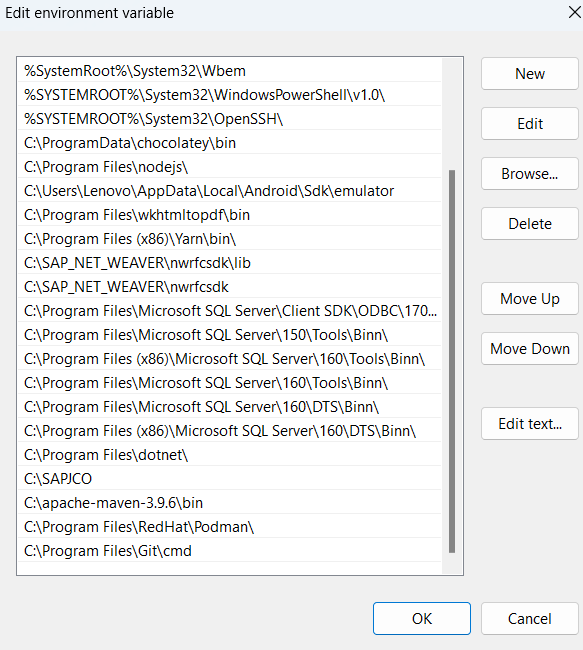 Edit environment variable
%SystemRoot%\System32\Wbem
%SYSTEMROOT%\System32\WindowsPowerShell\v1.0\
%SYSTEMROOT%\System32\OpenSSH\
C:\ProgramData\chocolatey\bin
C:\Program Files\nodejs\
C:\Users\Lenovo\AppData\Local\Android\Sdk\emulator
C:\Program Files\wkhtmltopdf\bin
C:\Program Files (x86)\Yarn\bin\
C:\SAP_NET_WEAVER\nwrfcsdk\lib
C:\SAP_NET_WEAVER\nwrfcsdk
C:\Program Files\Microsoft SQL Server\Client SDK\ODBC\170...
C:\Program Files\Microsoft SQL Server\150\Tools\Binn\
C:\Program Files (x86)\Microsoft SQL Server\160\Tools\Binn\
C:\Program Files\Microsoft SQL Server\160\Tools\Binn\
C:\Program Files\Microsoft SQL Server\160\DTS\Binn\
C:\Program Files (x86)\Microsoft SQL Server\160\DTS\Binn\
C:\Program Files\dotnet\
C:\SAPJCO
C:\apache-maven-3.9.6\bin
C:\Program Files\RedHat\Podman\
C:\Program Files\Git\cmd
New
Edit
Browse...
Delete
Move Up
Move Down
Edit text...
OK
Cancel